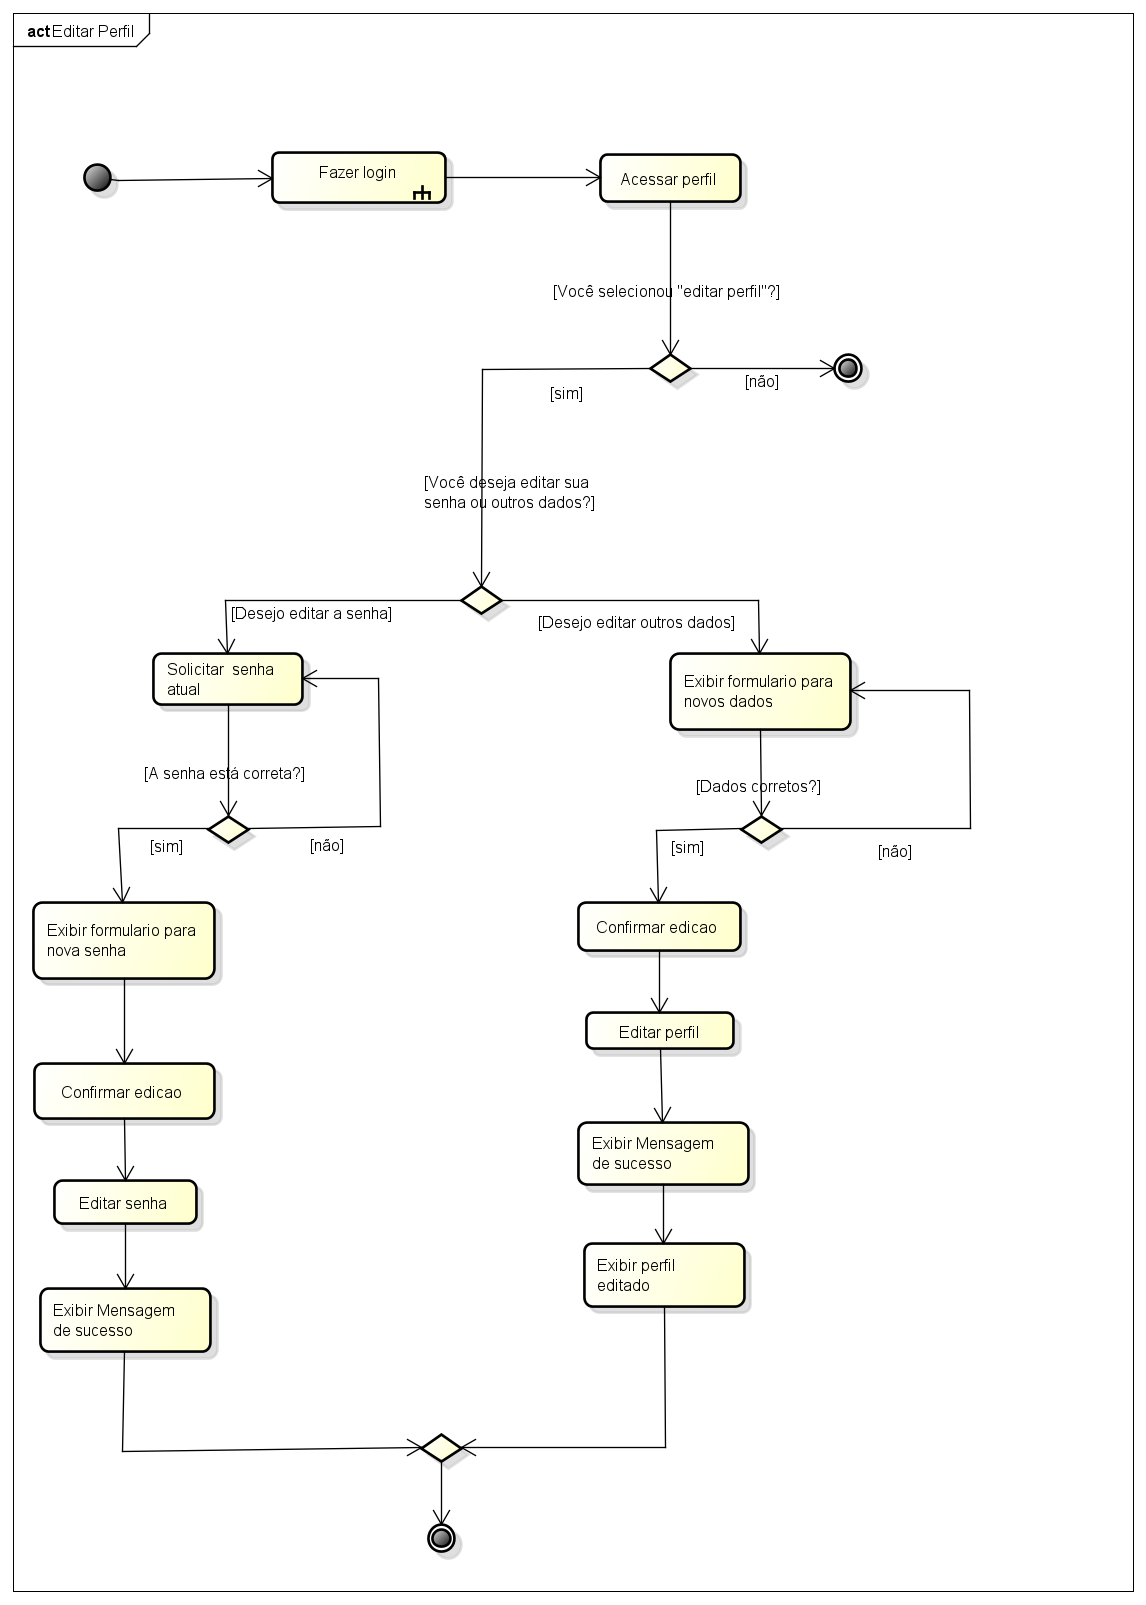 act Editar Perfil
Fazer login
Acessar perfil
[Você selecionou "editar perfil"?]
[sim]
[não]
[Você deseja editar sua
senha ou outros dados?]
[Desejo editar a senha]
[Desejo editar outros dados]
Solicitar senha
atual
Exibir formulario para
novos dados
[A senha está correta?]
[Dados corretos?]
[sim]
[não]
[sim]
[não]
Exibir formulario para
nova senha
Confirmar edicao
Editar perfil
Confirmar edicao
Exibir Mensagem
de sucesso
Editar senha
Exibir perfil
editado
Exibir Mensagem
de sucesso